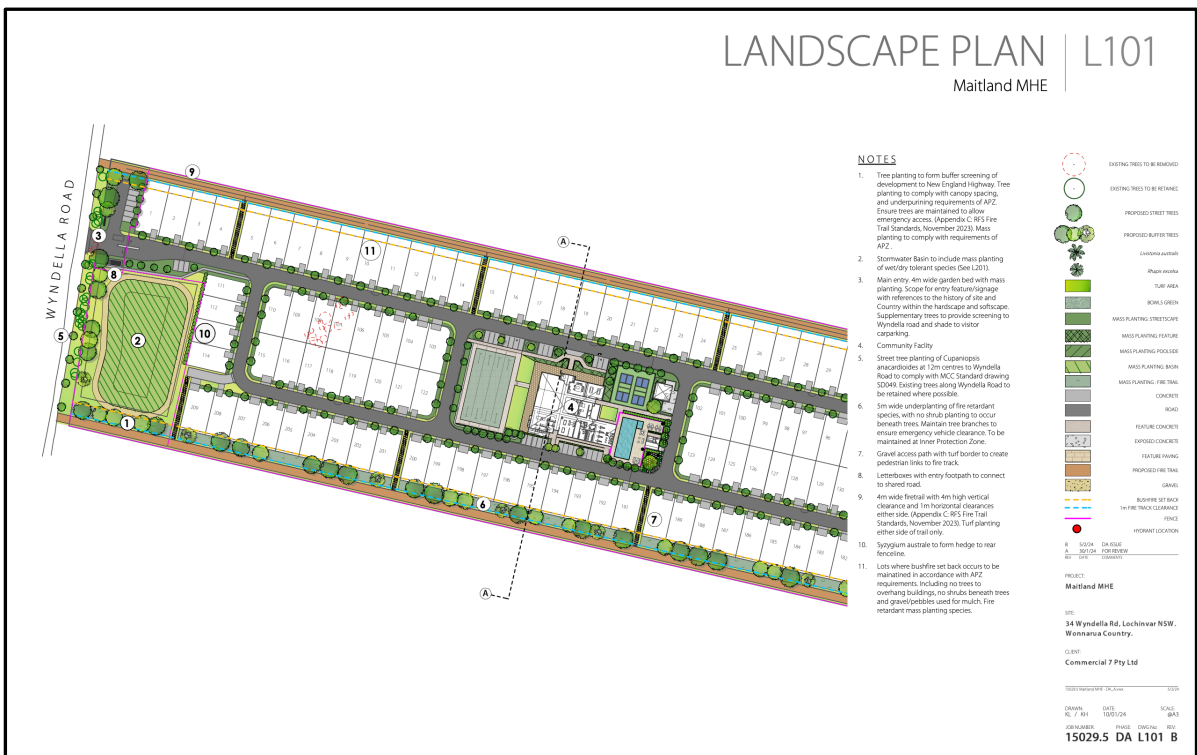 LANDSCAPE PLAN L101
Maitland MHE
WYNDELLA ROAD
NOTES
1. Tree planting to form buffer screening of
development to New England Highway. Tree
planting to comply with canopy spacing,
and underpinning requirements of APZ.
Ensure trees are maintained to allow
emergency access. (Appendix C: RFS Fire
Trail Standards, November 2023). Mass
planting to comply with requirements of
APZ .
2. Stormwater Basin to include mass planting
of wet/dry tolerant species (See L201).
3. Main entry. 4m wide garden bed with mass
planting. Scope for entry feature/signage
with references to the history of site and
Country within the hardscape and softscape.
Supplementary trees to provide screening to
Wyndella road and shade to visitor
carparking.
4. Community Facility
5. Street tree planting of Cupaniopsis
anacardioides at 12m centres to Wyndella
Road to comply with MCC Standard drawing
SD049. Existing trees along Wyndella Road to
be retained where possible.
6. 5m wide underplanting of fire retardant
species, with no shrub planting to occur
beneath trees. Maintain tree branches to
ensure emergency vehicle clearance. To be
maintained at Inner Protection Zone.
7. Gravel access path with turf border to create
pedestrian links to fire track.
8. Letterboxes with entry footpath to connect
to shared road.
9. 4m wide firetrail with 4m high vertical
clearance and 1m horizontal clearances
either side. (Appendix C: RFS Fire Trail
Standards, November 2023). Turf planting
either side of trail only.
10. Syzygium australe to form hedge to rear
fenceline.
11. Lots where bushfire set back occurs to be
mainatined in accordance with APZ
requirements. Including no trees to
overhang buildings, no shrubs beneath trees
and gravel/pebbles used for mulch. Fire
retardant mass planting species.
EXISTING TREES TO BE REMOVED
EXISTING TREES TO BE RETAINED
PROPOSED STREET TREES
PROPOSED BUFFER TREES
Livistonia australis
Rhapis excelsa
TURF AREA
BOWLS GREEN
MASS PLANTING: STREETSCAPE
MASS PLANTING: FEATURE
MASS PLANTING: POOLSIDE
MASS PLANTING: BASIN
MASS PLANTING : FIRE TRAIL
CONCRETE
ROAD
FEATURE CONCRETE
EXPOSED CONCRETE
FEATURE PAVING
PROPOSED FIRE TRAIL
GRAVEL
BUSHFIRE SET BACK
1m FIRE TRACK CLEARANCE
FENCE
HYDRANT LOCATION
B 5/2/24 DA ISSUE
A 30/1/24 FOR REVIEW
REV DATE COMMENTS
PROJECT:
Maitland MHE
SITE:
34 Wyndella Rd, Lochinvar NSW.
Wonnarua Country.
CLIENT:
Commercial 7 Pty Ltd
DRAWN: DATE: SCALE:
KL / KH 10/01/24 @A3
JOB NUMBER: PHASE: DWG No: REV:
15029.5 DA L101 B